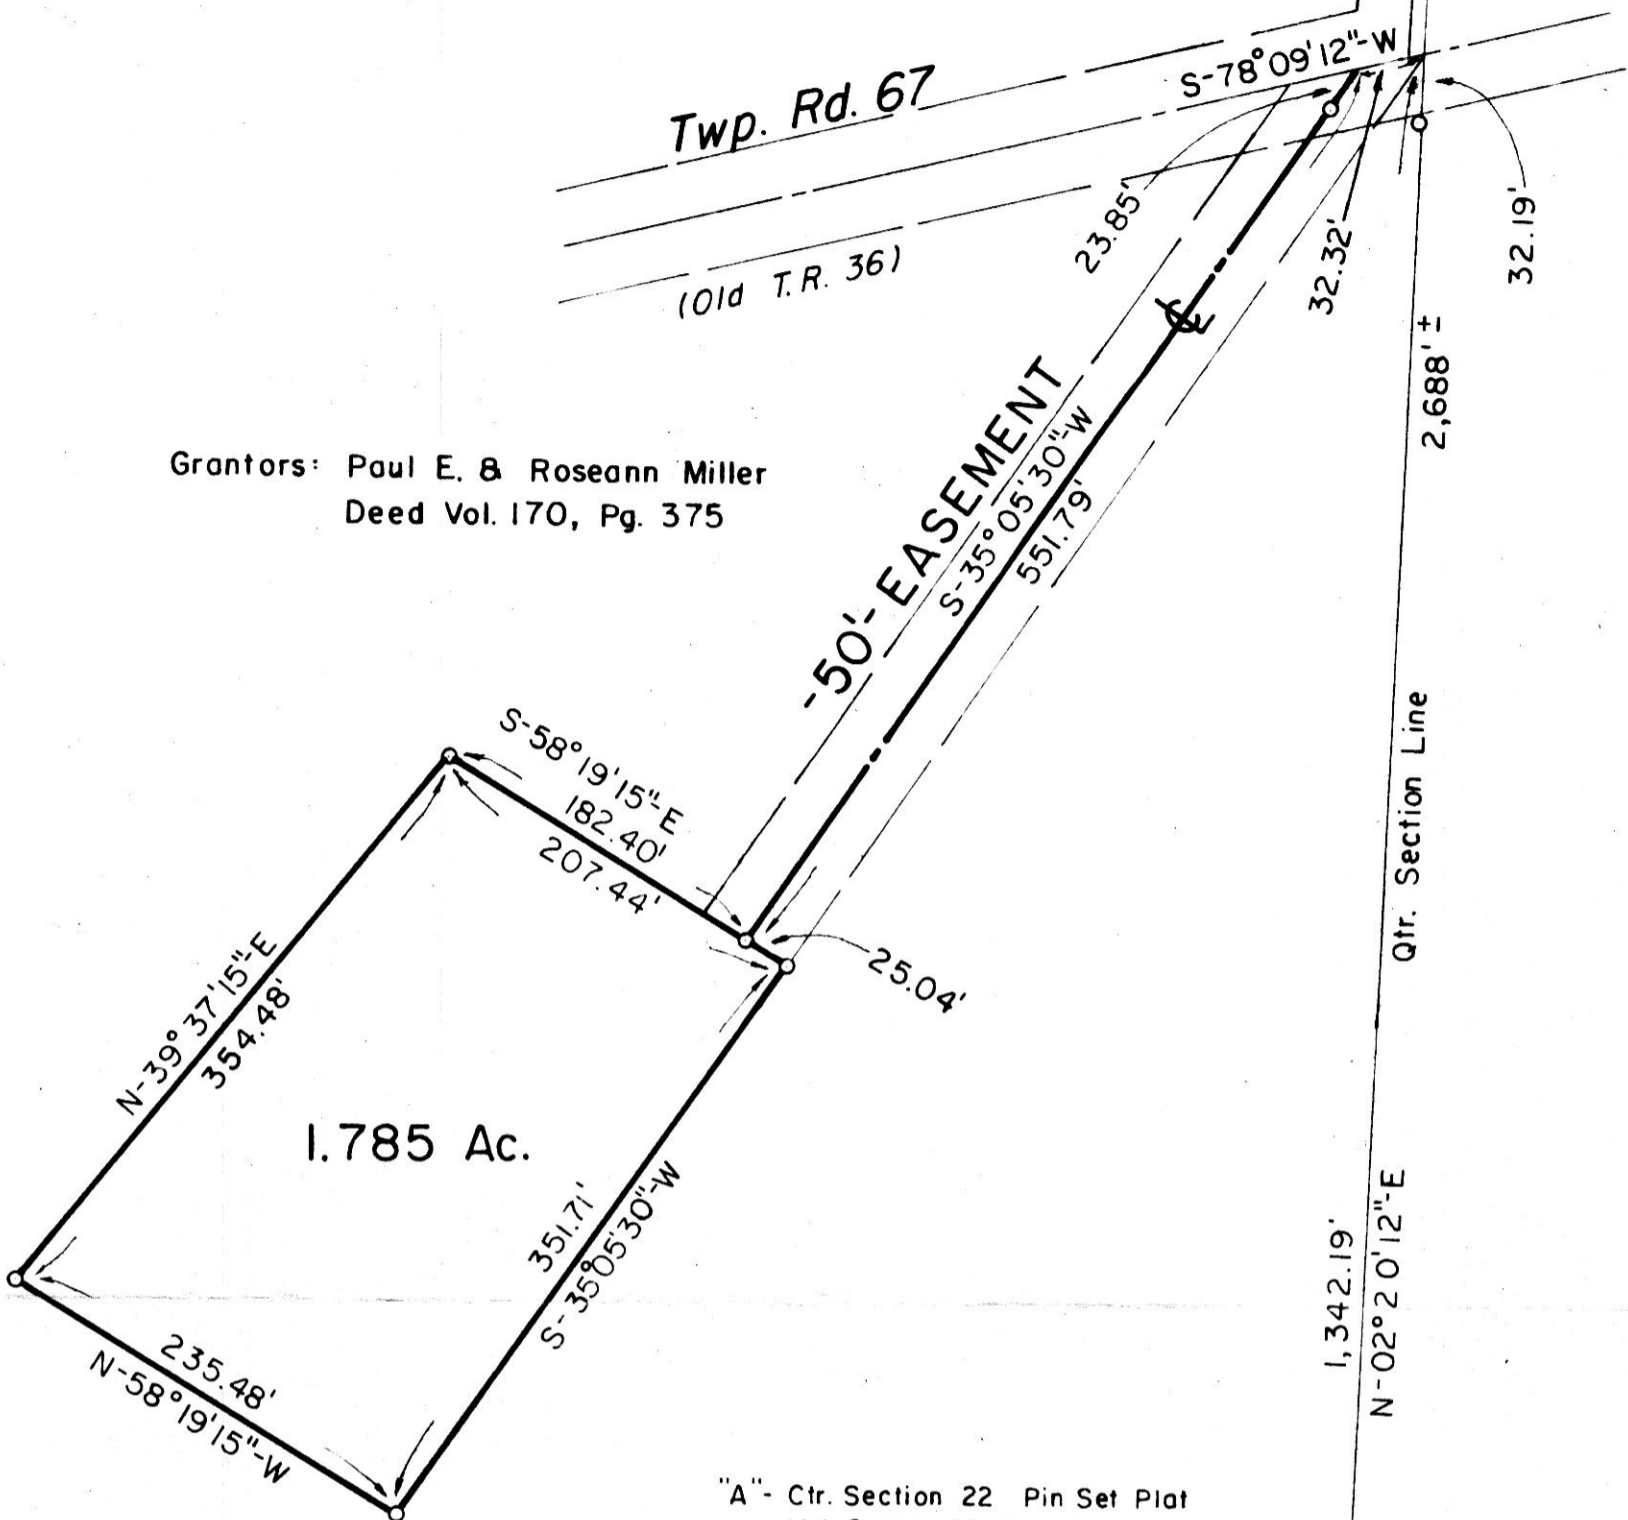 S-78°09'12"-W
Twp. Rd. 67
(Old T.R. 36)
23.85'
32.32'
32.19'
2,688' ±
Grantors: Paul E. & Roseann Miller
Deed Vol. 170, Pg. 375
-50'- EASEMENT
S-35°05'30"-W
551.79'
℄
Qtr. Section Line
S-58°19'15"-E
182.40'
207.44'
25.04'
N-39°37'15"-E
354.48'
1.785 Ac.
351.71'
S-35°05'30"-W
1,342.19'
N-02°20'12"-E
235.48'
N-58°19'15"-W
"A"- Ctr. Section 22 Pin Set Plat